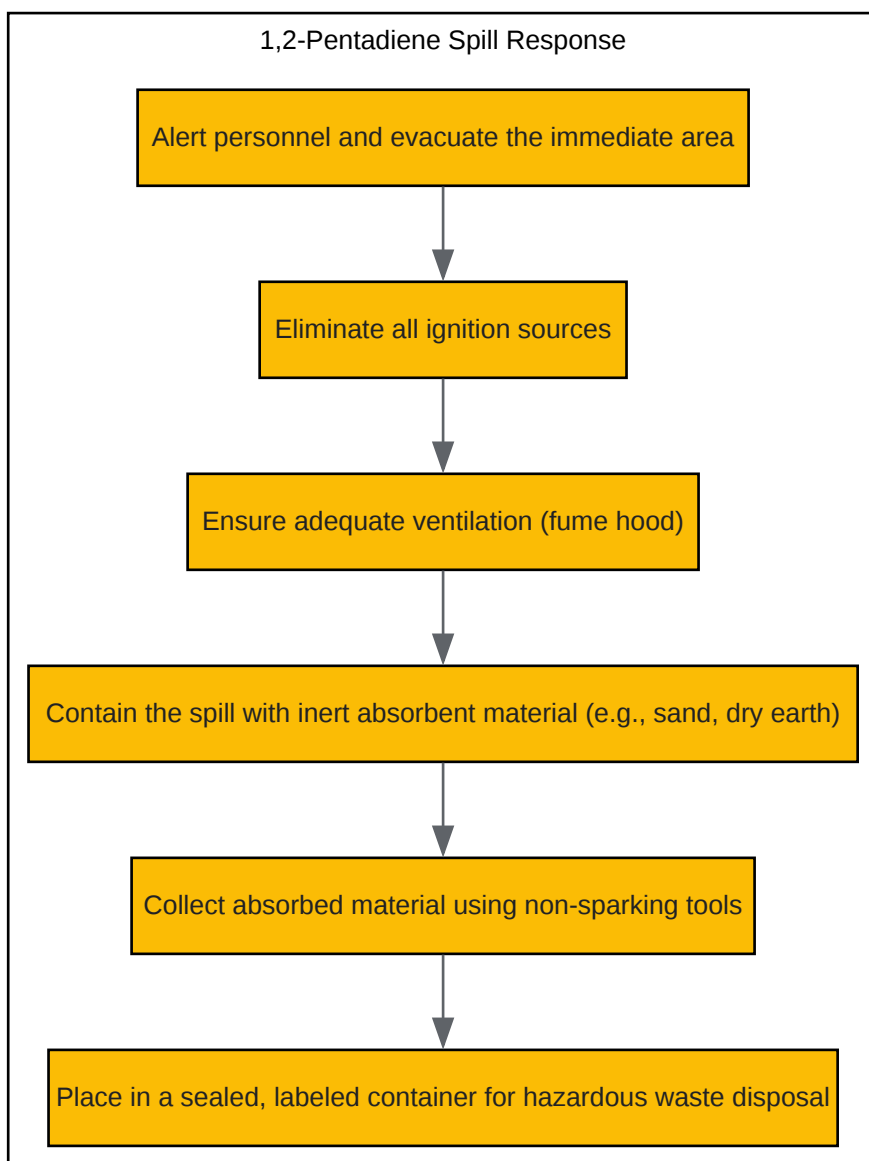 1,2-Pentadiene Spill Response
Alert personnel and evacuate the immediate area
Eliminate all ignition sources
Ensure adequate ventilation (fume hood)
Contain the spill with inert absorbent material (e.g., sand, dry earth)
Collect absorbed material using non-sparking tools
Place in a sealed, labeled container for hazardous waste disposal